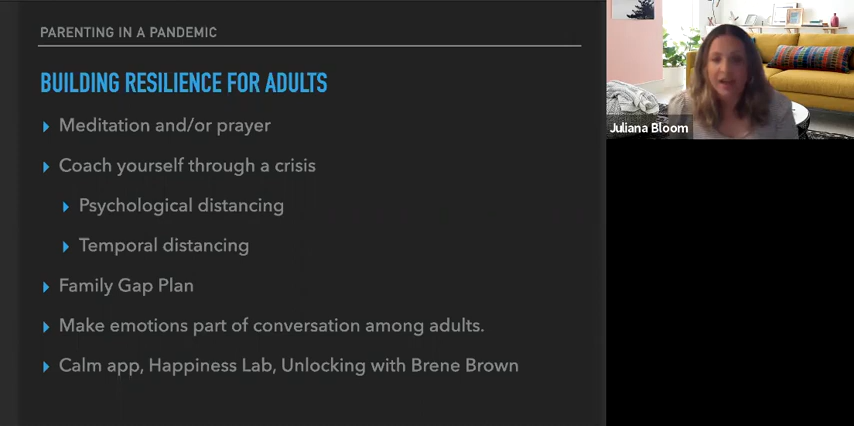 PARENTING IN A PANDEMIC
BUILDING RESILIENCE FOR ADULTS
Meditation and/or prayer
Coach yourself through a crisis
Psychological distancing
Temporal distancing
Family Gap Plan
Make emotions part of conversation among adults.
Calm app, Happiness Lab, Unlocking with Brene Brown
Juliana Bloom